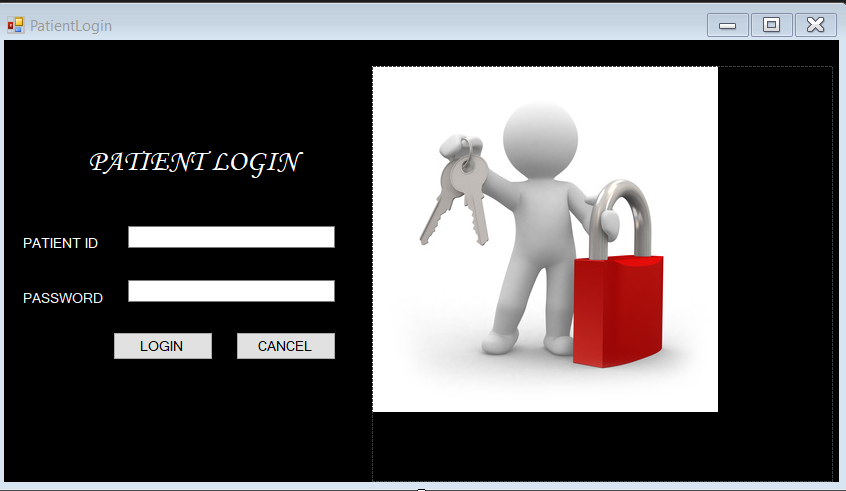 PatientLogin
PATIENT LOGIN
PATIENT ID
PASSWORD
LOGIN CANCEL